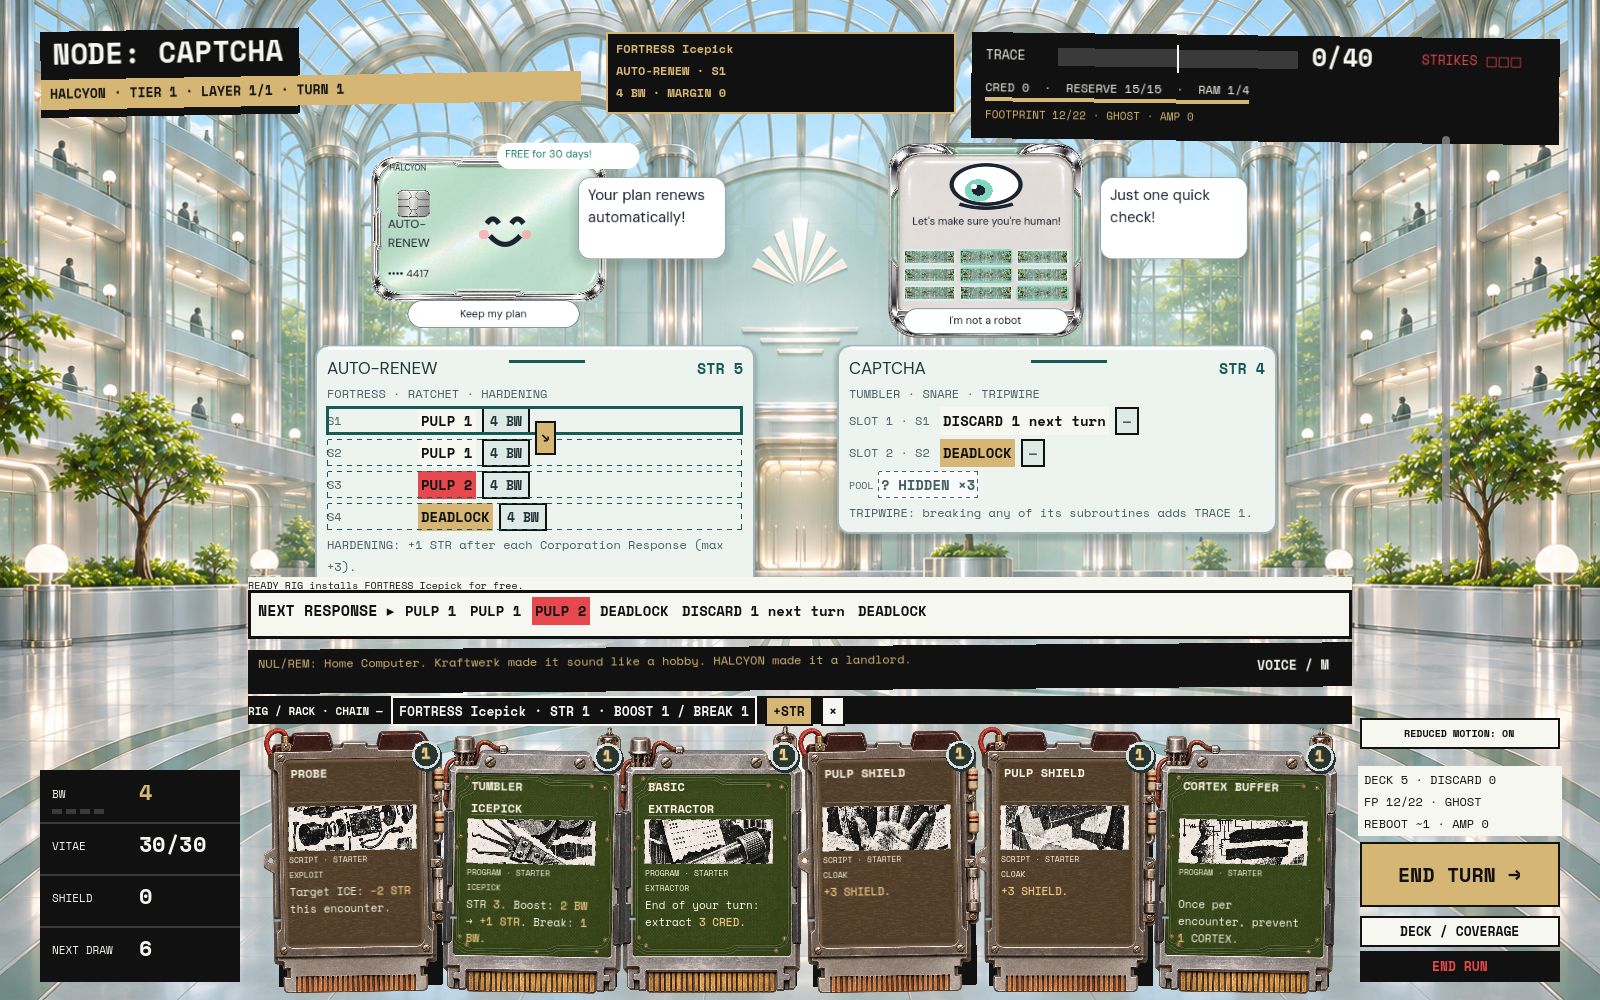 NODE: CAPTCHA
HALCYON · TIER 1 · LAYER 1/1 · TURN 1
FORTRESS Icepick
AUTO-RENEW · S1
4 BW · MARGIN 0
TRACE 0/40 STRIKES □□□
CRED 0 · RESERVE 15/15 · RAM 1/4
FOOTPRINT 12/22 · GHOST · AMP 0
HALCYON
FREE for 30 days!
AUTO-
RENEW
•••• 4417
Keep my plan
Your plan renews
automatically!
Let's make sure you're human!
I'm not a robot
Just one quick
check!
AUTO-RENEW STR 5
FORTRESS · RATCHET · HARDENING
S1 PULP 1 4 BW ↘
S2 PULP 1 4 BW
S3 PULP 2 4 BW
S4 DEADLOCK 4 BW
HARDENING: +1 STR after each Corporation Response (max
+3).
CAPTCHA STR 4
TUMBLER · SNARE · TRIPWIRE
SLOT 1 · S1 DISCARD 1 next turn —
SLOT 2 · S2 DEADLOCK —
POOL ? HIDDEN ×3
TRIPWIRE: breaking any of its subroutines adds TRACE 1.
READY RIG installs FORTRESS Icepick for free.
NEXT RESPONSE ▸ PULP 1 PULP 1 PULP 2 DEADLOCK DISCARD 1 next turn DEADLOCK
NUL/REM: Home Computer. Kraftwerk made it sound like a hobby. HALCYON made it a landlord.
VOICE / M
RIG / RACK · CHAIN — FORTRESS Icepick · STR 1 · BOOST 1 / BREAK 1 +STR ×
BW 4
VITAE 30/30
SHIELD 0
NEXT DRAW 6
1
PROBE
SCRIPT · STARTER
EXPLOIT
Target ICE: −2 STR
this encounter.
1
TUMBLER
ICEPICK
PROGRAM · STARTER
ICEPICK
STR 3. Boost: 2 BW
→ +1 STR. Break: 1
BW.
1
BASIC
EXTRACTOR
PROGRAM · STARTER
EXTRACTOR
End of your turn:
extract 3 CRED.
1
PULP SHIELD
SCRIPT · STARTER
CLOAK
+3 SHIELD.
1
PULP SHIELD
SCRIPT · STARTER
CLOAK
+3 SHIELD.
1
CORTEX BUFFER
PROGRAM · STARTER
Once per
encounter, prevent
1 CORTEX.
REDUCED MOTION: ON
DECK 5 · DISCARD 0
FP 12/22 · GHOST
REBOOT ~1 · AMP 0
END TURN →
DECK / COVERAGE
END RUN